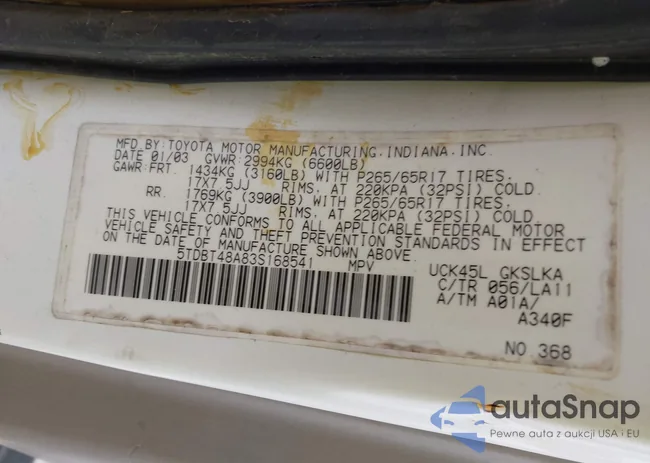 MFD.BY:TOYOTA MOTOR MANUFACTURING.INDIANA.INC.
DATE 01/03 GVWR:2994KG (6600LB)
GAWR:FRT. 1434KG (3160LB) WITH P265/65R17 TIRES.
17X7.5JJ RIMS, AT 220KPA (32PSI) COLD.
RR. 1769KG (3900LB) WITH P265/65R17 TIRES.
17X7.5JJ RIMS, AT 220KPA (32PSI) COLD.
THIS VEHICLE CONFORMS TO ALL APPLICABLE FEDERAL MOTOR
VEHICLE SAFETY AND THEFT PREVENTION STANDARDS IN EFFECT
ON THE DATE OF MANUFACTURE SHOWN ABOVE.
5TDBT48A83S168541 MPV
UCK45L GKSLKA
C/TR 056/LA11
A/TM A01A/
A340F
NO 368
autaSnap
Pewne auta z aukcji USA i EU